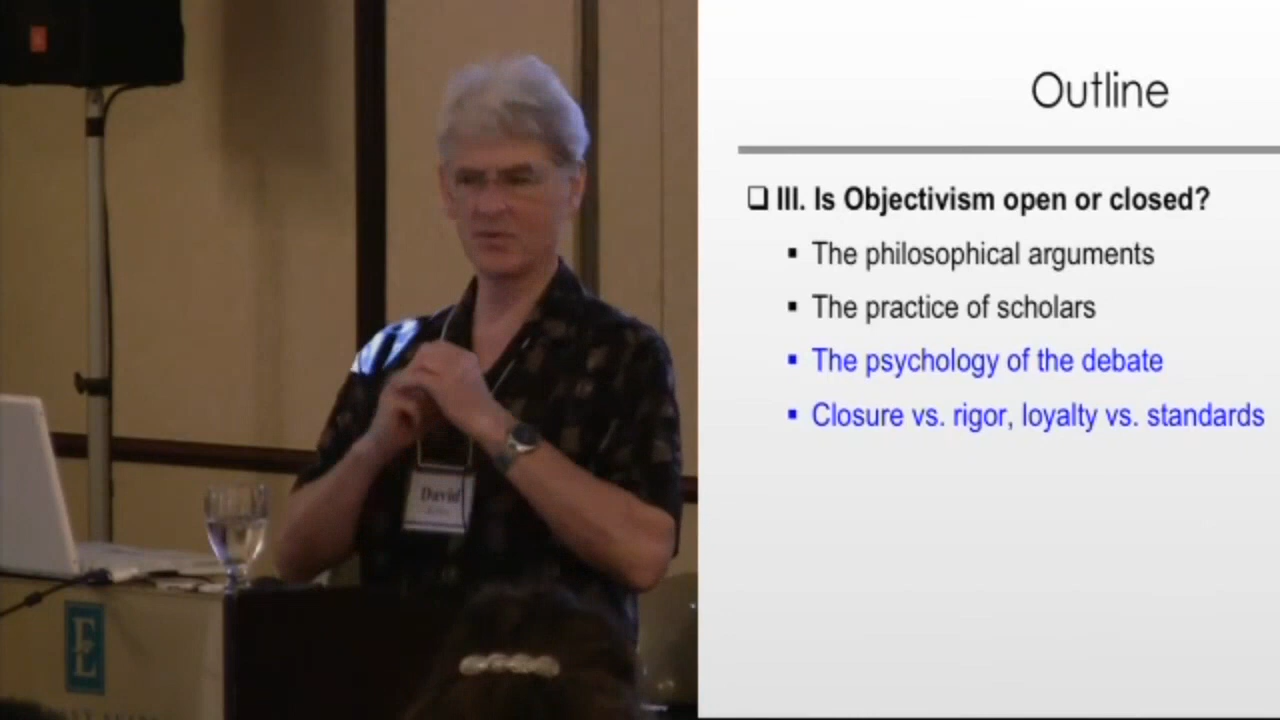 Outline
III. Is Objectivism open or closed?
The philosophical arguments
The practice of scholars
The psychology of the debate
Closure vs. rigor, loyalty vs. standards
David
E
L